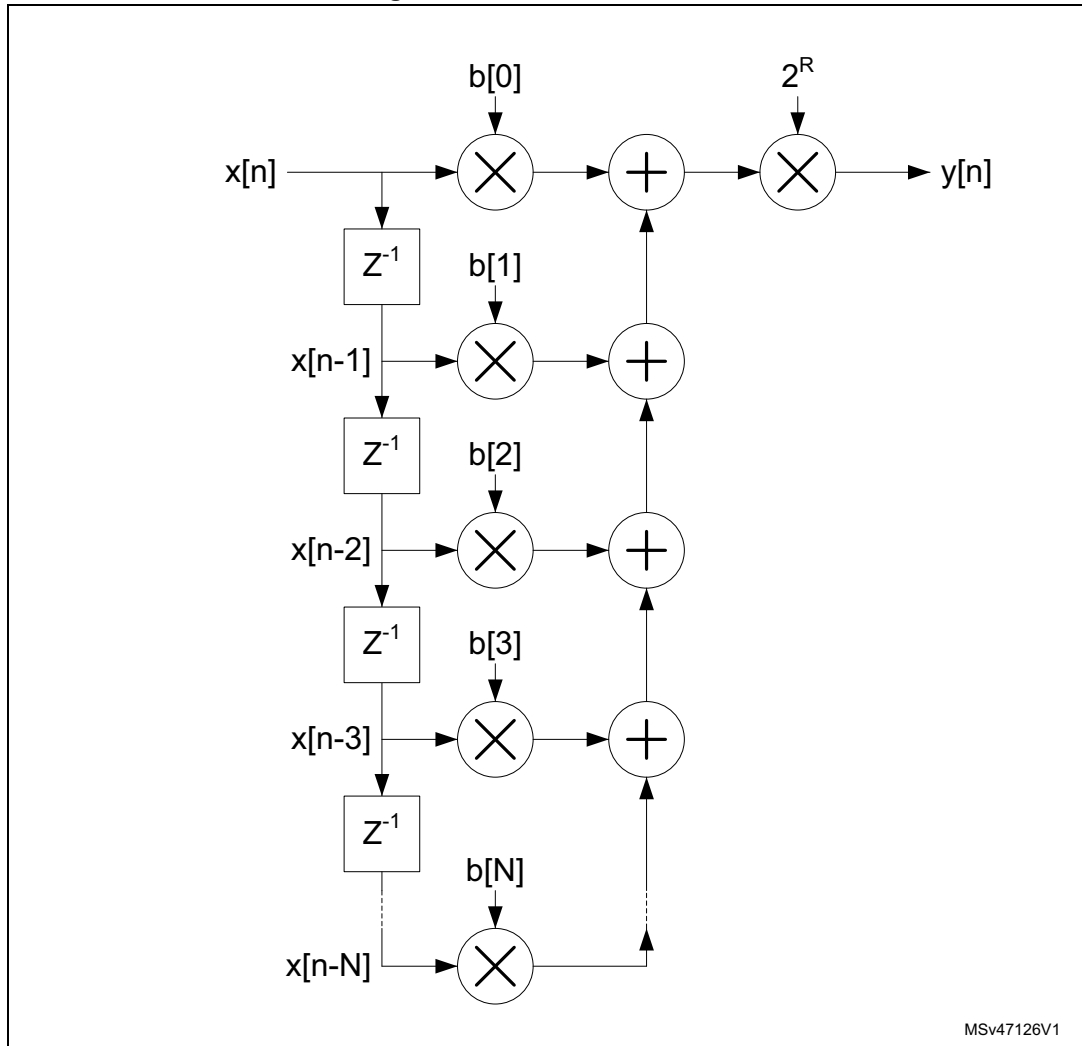 b[0]
2^R
x[n]
y[n]
Z^-1
b[1]
x[n-1]
Z^-1
b[2]
x[n-2]
Z^-1
b[3]
x[n-3]
Z^-1
b[N]
x[n-N]
MSv47126V1